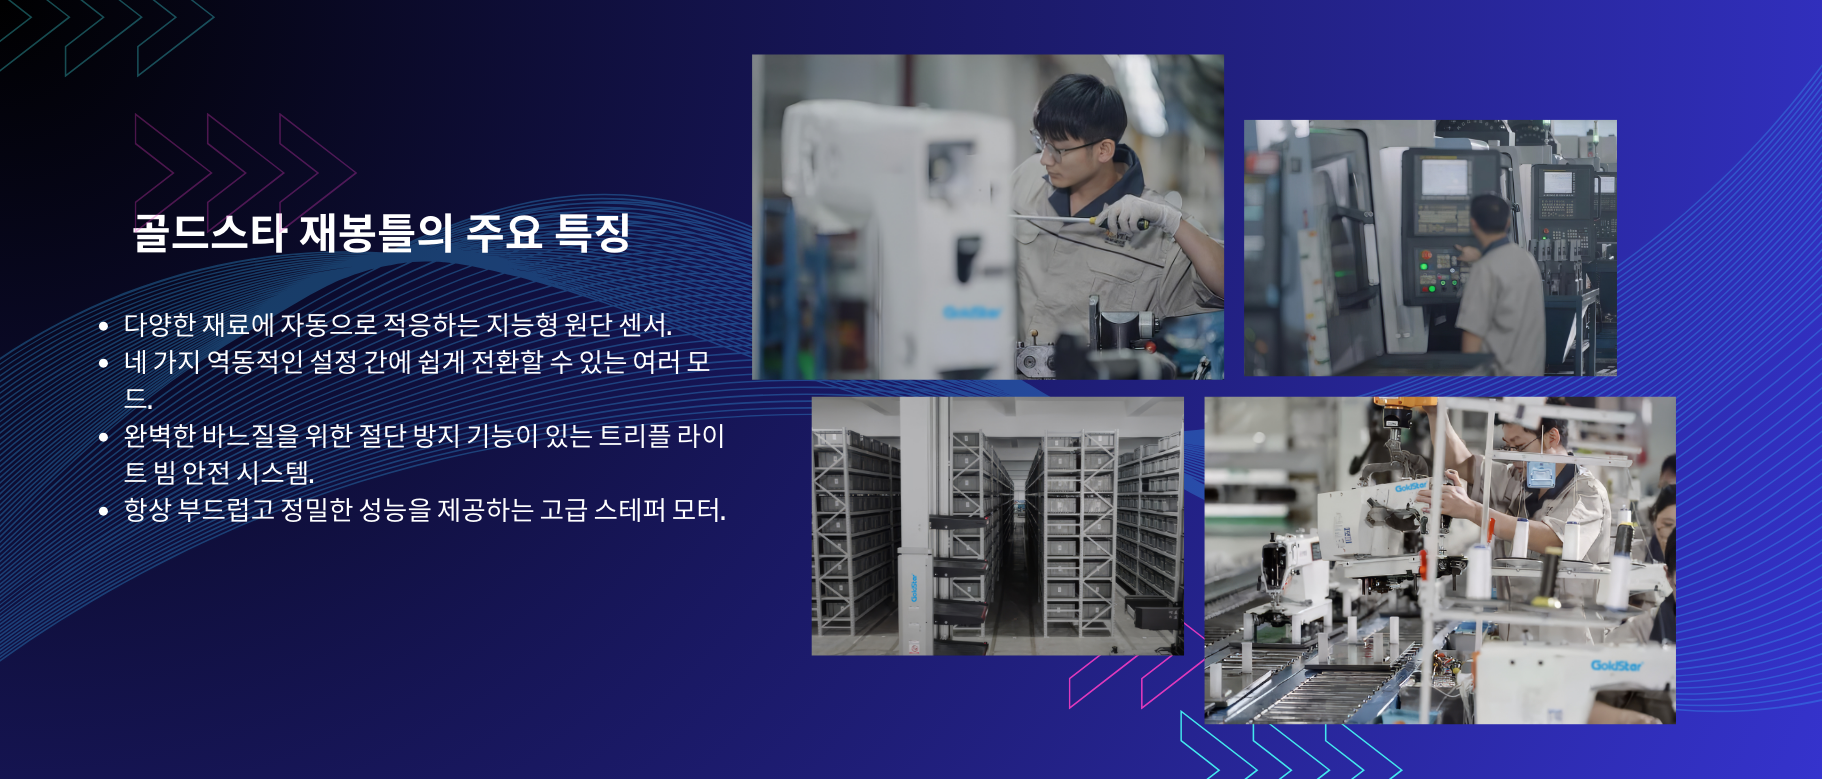 골드스타 재봉틀의 주요 특징
• 다양한 재료에 자동으로 적응하는 지능형 원단 센서.
• 네 가지 역동적인 설정 간에 쉽게 전환할 수 있는 여러 모
드.
• 완벽한 바느질을 위한 절단 방지 기능이 있는 트리플 라이
트 빔 안전 시스템.
• 항상 부드럽고 정밀한 성능을 제공하는 고급 스테퍼 모터.
GoldStar
GoldStar
GoldStar
GoldStar